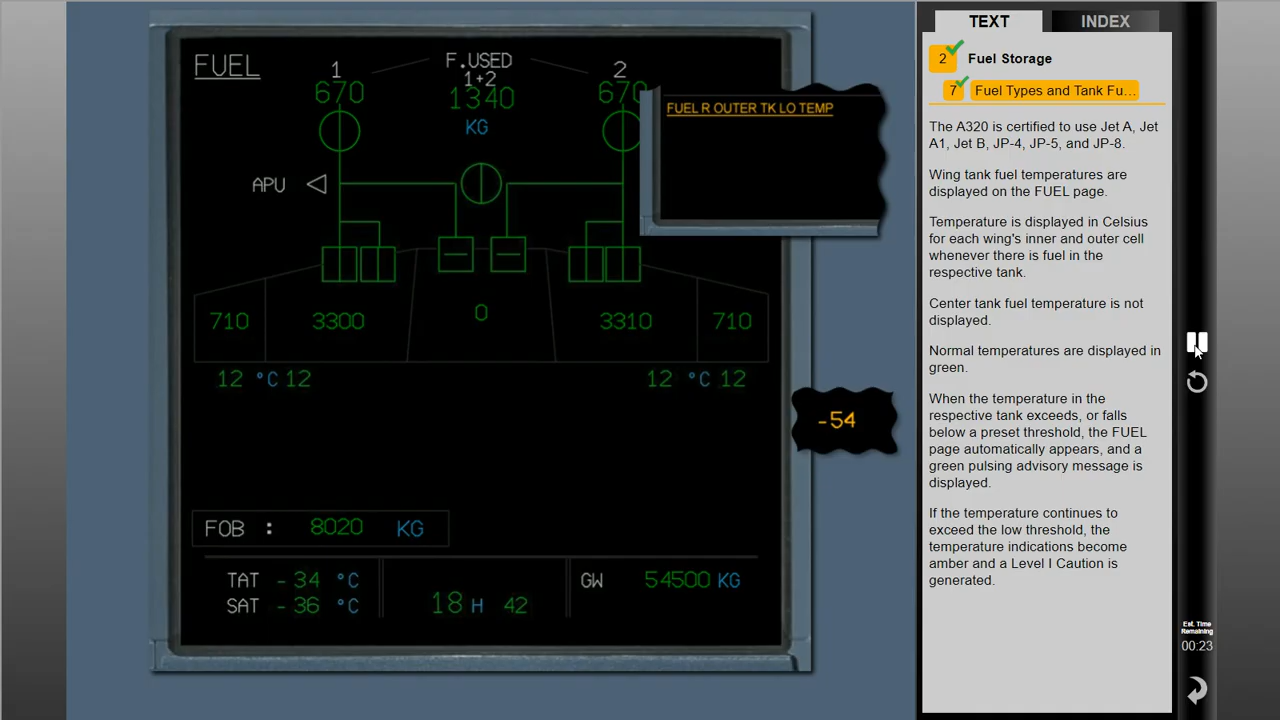 FUEL
1
F.USED
1+2
2
670
1340
670
KG
FUEL R OUTER TK LO TEMP
APU
710
3300
0
3310
710
12 °C 12
12 °C 12
-54
FOB : 8020 KG
TAT -34 °C
SAT -36 °C
18 H 42
GW 54500 KG
TEXT
INDEX
2 Fuel Storage
7 Fuel Types and Tank Fu...
The A320 is certified to use Jet A, Jet
A1, Jet B, JP-4, JP-5, and JP-8.
Wing tank fuel temperatures are
displayed on the FUEL page.
Temperature is displayed in Celsius
for each wing's inner and outer cell
whenever there is fuel in the
respective tank.
Center tank fuel temperature is not
displayed.
Normal temperatures are displayed in
green.
When the temperature in the
respective tank exceeds, or falls
below a preset threshold, the FUEL
page automatically appears, and a
green pulsing advisory message is
displayed.
If the temperature continues to
exceed the low threshold, the
temperature indications become
amber and a Level I Caution is
generated.
Est. Time
Remaining
00:23